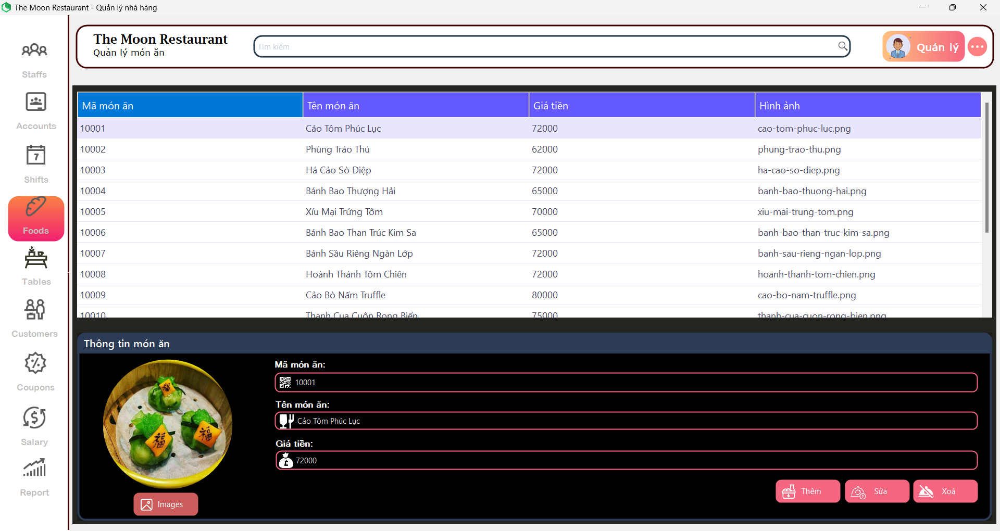 The Moon Restaurant - Quản lý nhà hàng
The Moon Restaurant
Quản lý món ăn
Tìm kiếm
Quản lý
Staffs
Accounts
7
Shifts
Foods
Tables
Customers
Coupons
Salary
Report
Mã món ăn Tên món ăn Giá tiền Hình ảnh
10001 Cảo Tôm Phúc Lục 72000 cao-tom-phuc-luc.png
10002 Phùng Trảo Thủ 62000 phung-trao-thu.png
10003 Há Cảo Sò Điệp 72000 ha-cao-so-diep.png
10004 Bánh Bao Thượng Hải 65000 banh-bao-thuong-hai.png
10005 Xíu Mại Trứng Tôm 70000 xiu-mai-trung-tom.png
10006 Bánh Bao Than Trúc Kim Sa 65000 banh-bao-than-truc-kim-sa.png
10007 Bánh Sầu Riêng Ngàn Lớp 72000 banh-sau-rieng-ngan-lop.png
10008 Hoành Thánh Tôm Chiên 72000 hoanh-thanh-tom-chien.png
10009 Cảo Bò Nấm Truffle 80000 cao-bo-nam-truffle.png
10010 Thanh Cua Cuộn Rong Biển 75000 thanh-cua-cuon-rong-bien.png
Thông tin món ăn
福
福
福
Images
Mã món ăn:
10001
Tên món ăn:
Cảo Tôm Phúc Lục
Giá tiền:
72000
Thêm Sửa Xoá